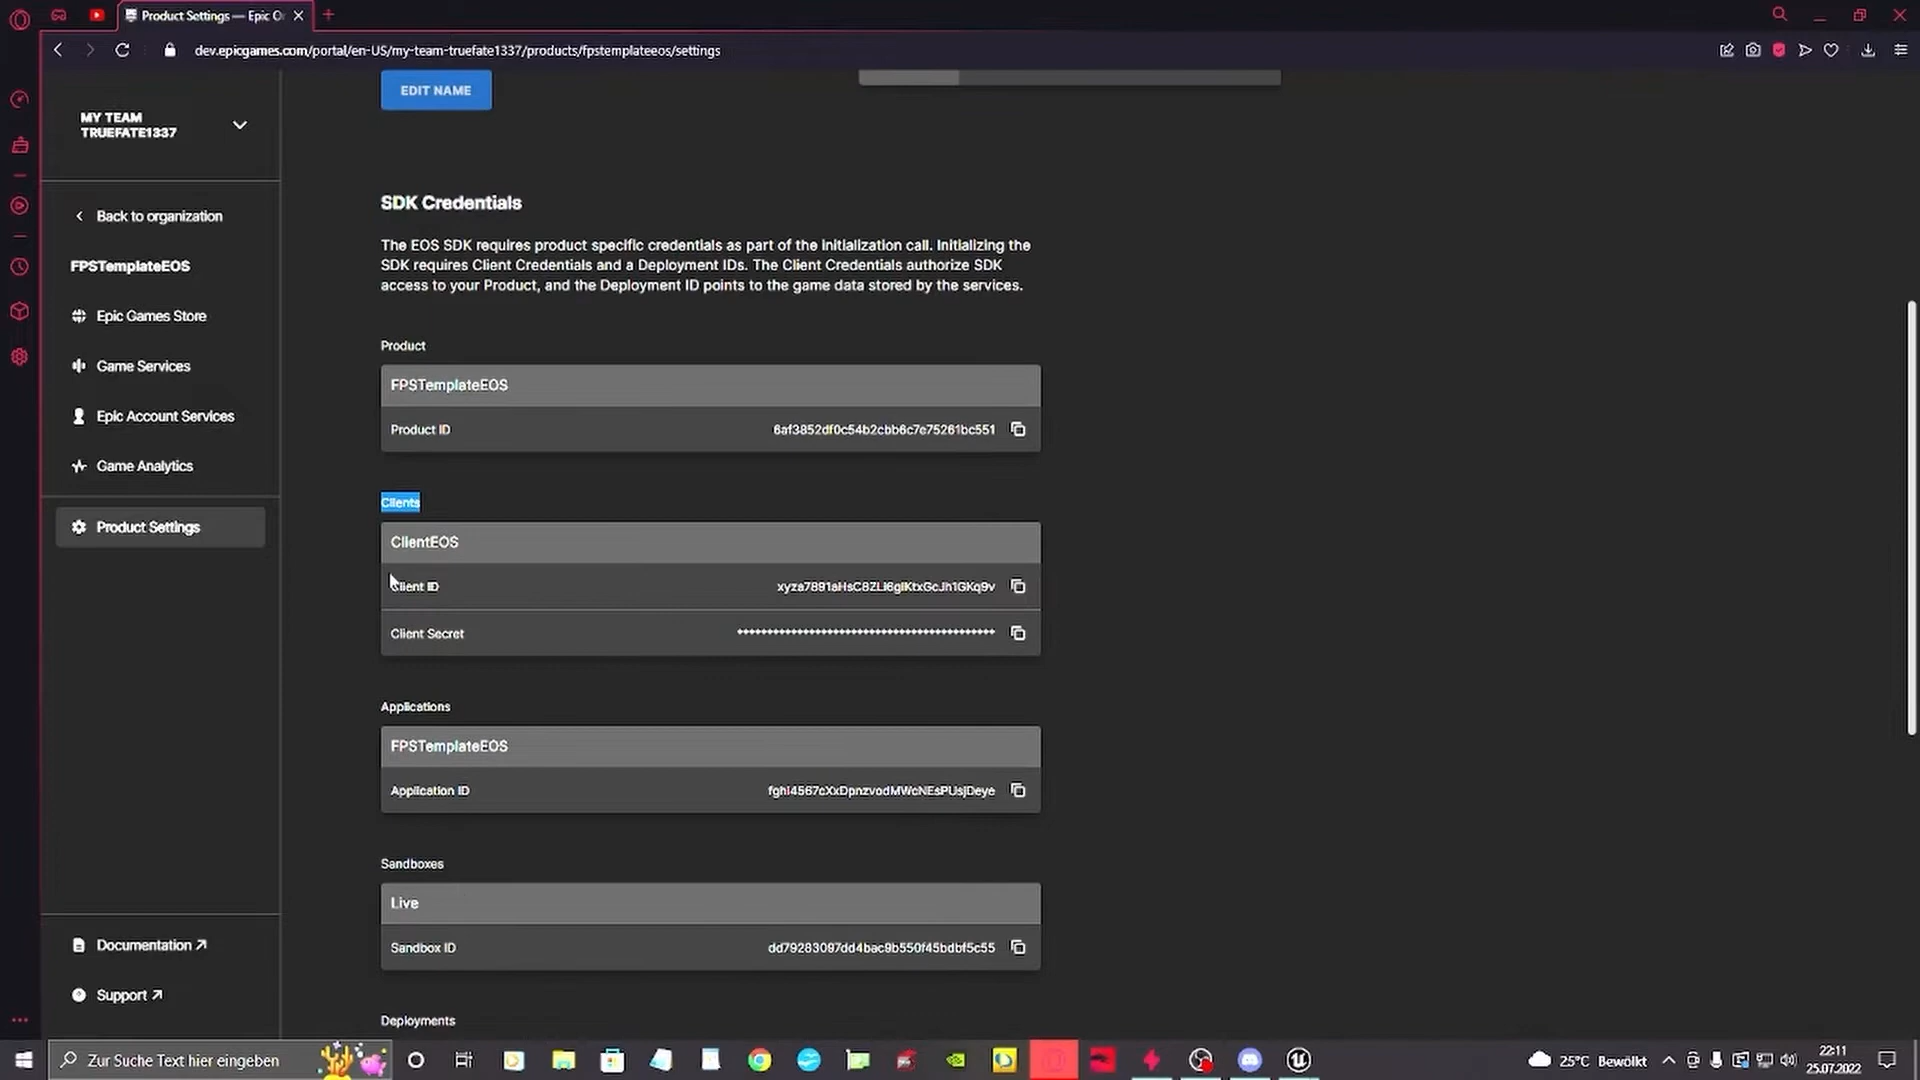 Product Settings — Epic O
dev.epicgames.com/portal/en-US/my-team-truefate1337/products/fpstemplateeos/settings
MY TEAM
TRUEFATE1337
Back to organization
FPSTemplateEOS
Epic Games Store
Game Services
Epic Account Services
Game Analytics
Product Settings
Documentation
Support
EDIT NAME
SDK Credentials
The EOS SDK requires product specific credentials as part of the initialization call. Initializing the
SDK requires Client Credentials and a Deployment IDs. The Client Credentials authorize SDK
access to your Product, and the Deployment ID points to the game data stored by the services.
Product
FPSTemplateEOS
Product ID 6af3852df0c54b2cbb6c7e75261bc551
Clients
ClientEOS
Client ID xyza7891aHsC8ZLi6glKtxGcJh1GKq9v
Client Secret ****************************************
Applications
FPSTemplateEOS
Application ID fghi4567cXxDpnzvodMWcNEsPUsjDeye
Sandboxes
Live
Sandbox ID dd79283097dd4bac9b550f45bdbf5c55
Deployments
Zur Suche Text hier eingeben
25°C Bewölkt
22:11
25.07.2022